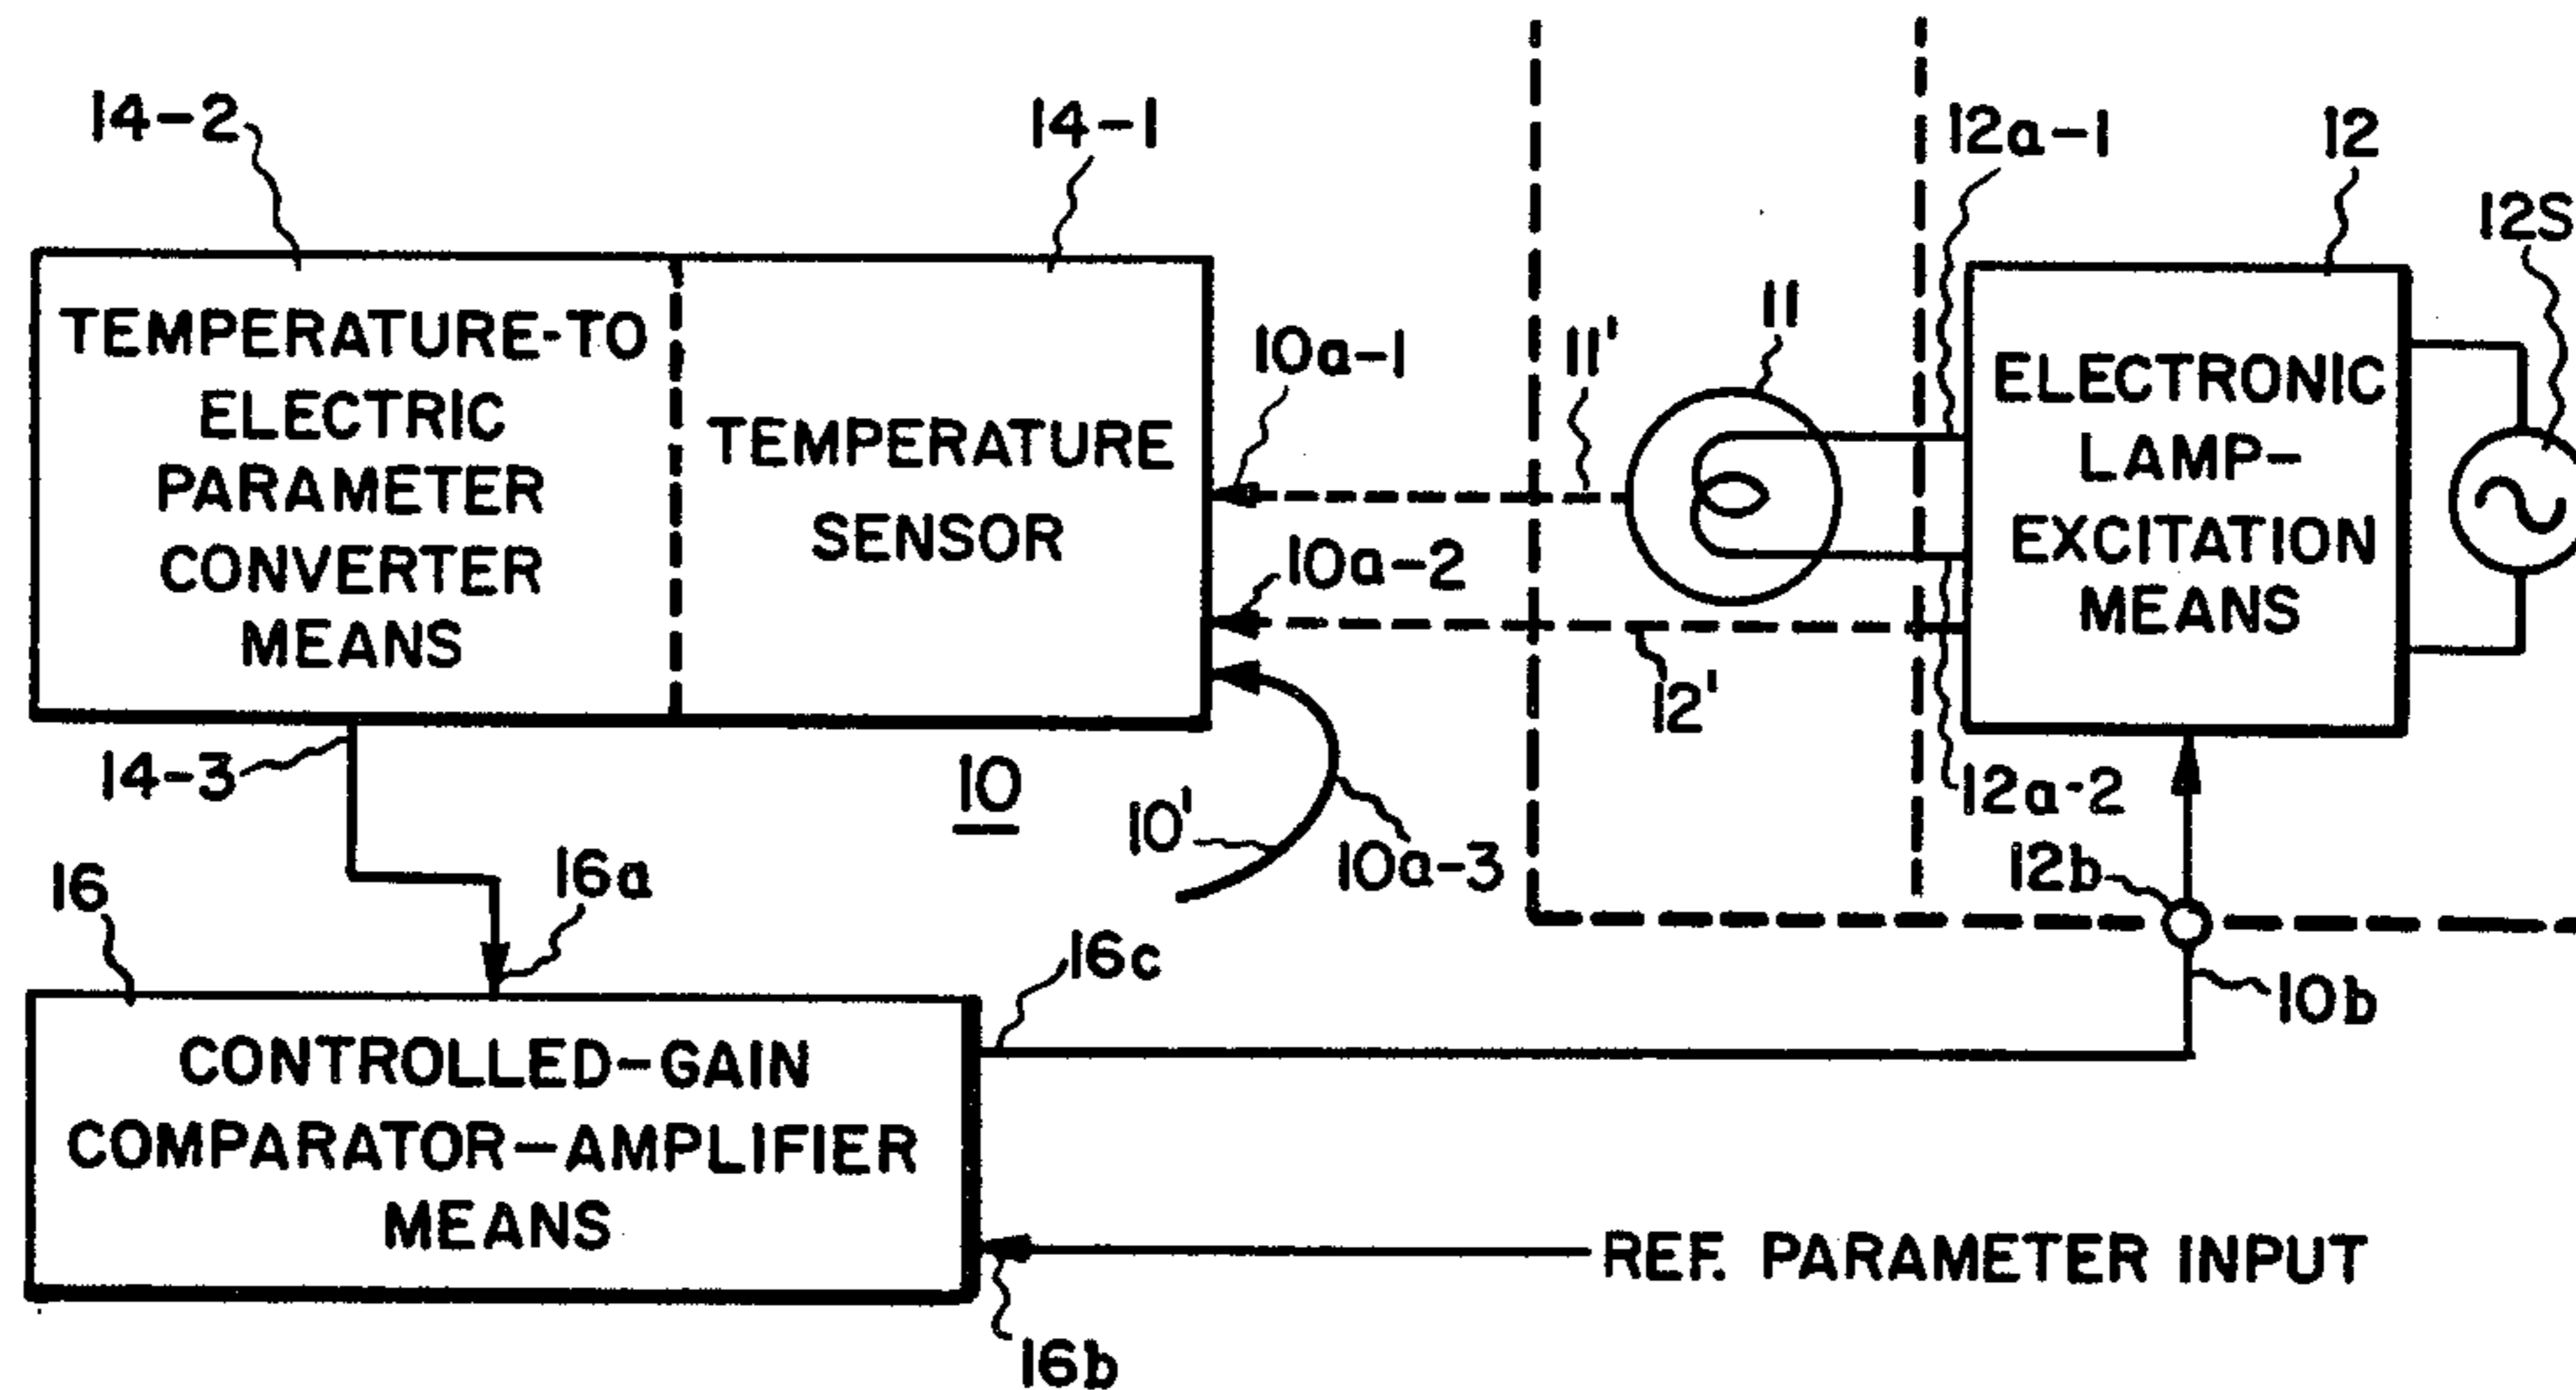 14-2
14-1
12a-1
12
12S
TEMPERATURE-TO
ELECTRIC
PARAMETER
CONVERTER
MEANS
TEMPERATURE
SENSOR
10a-1
11'
11
10a-2
12'
ELECTRONIC
LAMP-
EXCITATION
MEANS
14-3
10
10'
10a-3
12a-2
12b
10b
16
16a
16c
CONTROLLED-GAIN
COMPARATOR-AMPLIFIER
MEANS
REF. PARAMETER INPUT
16b